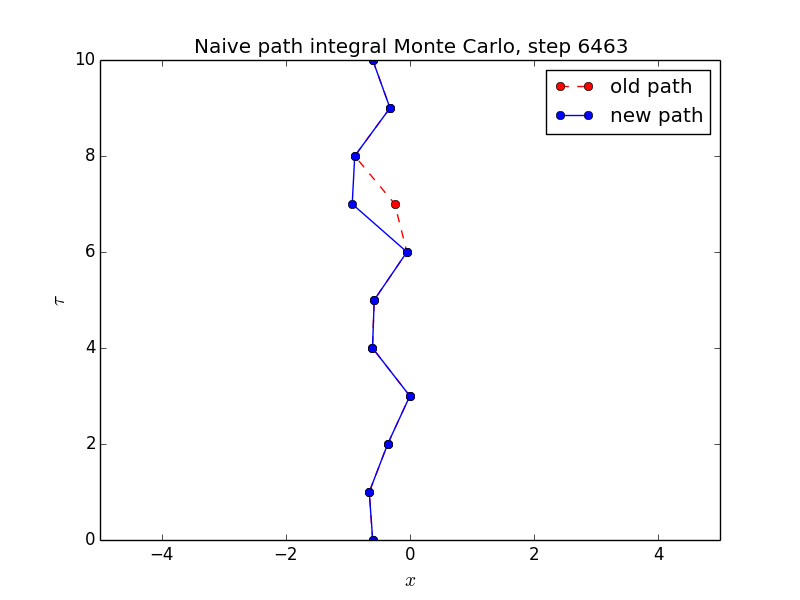 Naive path integral Monte Carlo, step 6463
old path
new path
10
8
6
4
2
0
τ
−4
−2
0
2
4
x